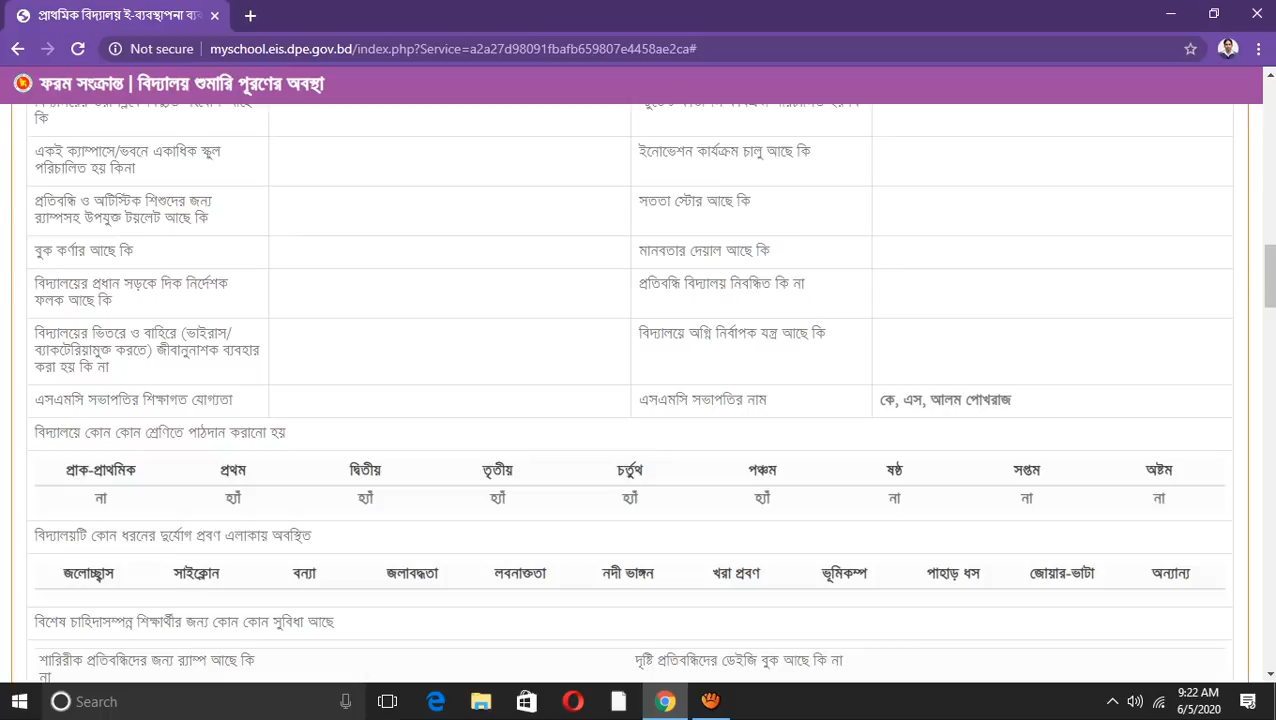 প্রাথমিক বিদ্যালয় ই-ব্যবস্থাপনা ব্যব
Not secure myschool.eis.dpe.gov.bd/index.php?Service=a2a27d98091fbafb659807e4458ae2ca#
ফরম সংক্রান্ত | বিদ্যালয় শুমারি পূরণের অবস্থা
কি
একই ক্যাম্পাসে/ভবনে একাধিক স্কুল
পরিচালিত হয় কিনা
ইনোভেশন কার্যক্রম চালু আছে কি
প্রতিবন্ধি ও অটিস্টিক শিশুদের জন্য
র‍্যাম্পসহ উপযুক্ত টয়লেট আছে কি
সততা স্টোর আছে কি
বুক কর্ণার আছে কি
মানবতার দেয়াল আছে কি
বিদ্যালয়ের প্রধান সড়কে দিক নির্দেশক
ফলক আছে কি
প্রতিবন্ধি বিদ্যালয় নিবন্ধিত কি না
বিদ্যালয়ের ভিতরে ও বাহিরে (ভাইরাস/
ব্যাকটেরিয়ামুক্ত করতে) জীবানুনাশক ব্যবহার
করা হয় কি না
বিদ্যালয়ে অগ্নি নির্বাপক যন্ত্র আছে কি
এসএমসি সভাপতির শিক্ষাগত যোগ্যতা
এসএমসি সভাপতির নাম
কে, এস, আলম পোখরাজ
বিদ্যালয়ে কোন কোন শ্রেণিতে পাঠদান করানো হয়
প্রাক-প্রাথমিক প্রথম দ্বিতীয় তৃতীয় চর্তুথ পঞ্চম ষষ্ঠ সপ্তম অষ্টম
না হ্যাঁ হ্যাঁ হ্যাঁ হ্যাঁ হ্যাঁ না না না
বিদ্যালয়টি কোন ধরনের দুর্যোগ প্রবণ এলাকায় অবস্থিত
জলোচ্ছ্বাস সাইক্লোন বন্যা জলাবদ্ধতা লবনাক্ততা নদী ভাঙ্গন খরা প্রবণ ভূমিকম্প পাহাড় ধস জোয়ার-ভাটা অন্যান্য
বিশেষ চাহিদাসম্পন্ন শিক্ষার্থীর জন্য কোন কোন সুবিধা আছে
শারিরীক প্রতিবন্ধিদের জন্য র‍্যাম্প আছে কি
না
দৃষ্টি প্রতিবন্ধিদের ডেইজি বুক আছে কি না
Search
9:22 AM
6/5/2020